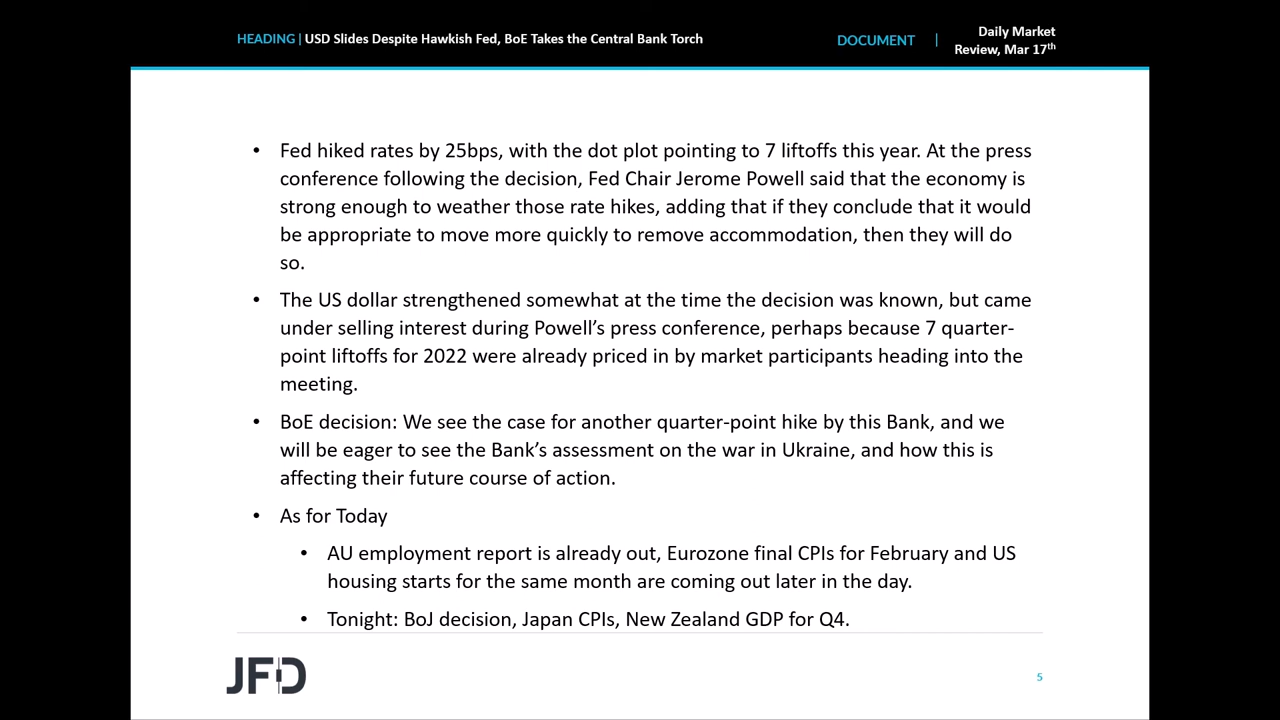 HEADING | USD Slides Despite Hawkish Fed, BoE Takes the Central Bank Torch
DOCUMENT | Daily Market
Review, Mar 17th
• Fed hiked rates by 25bps, with the dot plot pointing to 7 liftoffs this year. At the press
conference following the decision, Fed Chair Jerome Powell said that the economy is
strong enough to weather those rate hikes, adding that if they conclude that it would
be appropriate to move more quickly to remove accommodation, then they will do
so.
• The US dollar strengthened somewhat at the time the decision was known, but came
under selling interest during Powell’s press conference, perhaps because 7 quarter-
point liftoffs for 2022 were already priced in by market participants heading into the
meeting.
• BoE decision: We see the case for another quarter-point hike by this Bank, and we
will be eager to see the Bank’s assessment on the war in Ukraine, and how this is
affecting their future course of action.
• As for Today
• AU employment report is already out, Eurozone final CPIs for February and US
housing starts for the same month are coming out later in the day.
• Tonight: BoJ decision, Japan CPIs, New Zealand GDP for Q4.
JFD
5